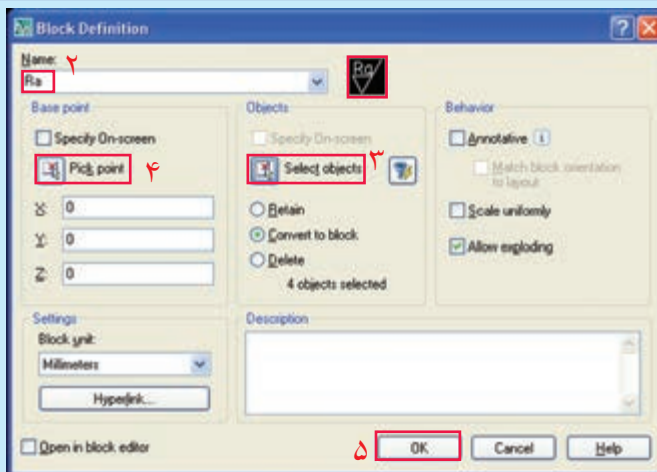 Block Definition
Name: ۲
Ra
Ra
Base point
Specify On-screen
Pick point ۴
X: 0
Y: 0
Z: 0
Objects
Specify On-screen
۳
Select objects
Retain
Convert to block
Delete
4 objects selected
Behavior
Annotative
Match block orientation
to layout
Scale uniformly
Allow exploding
Settings
Block unit:
Millimeters
Hyperlink...
Description
Open in block editor
۵ OK Cancel Help